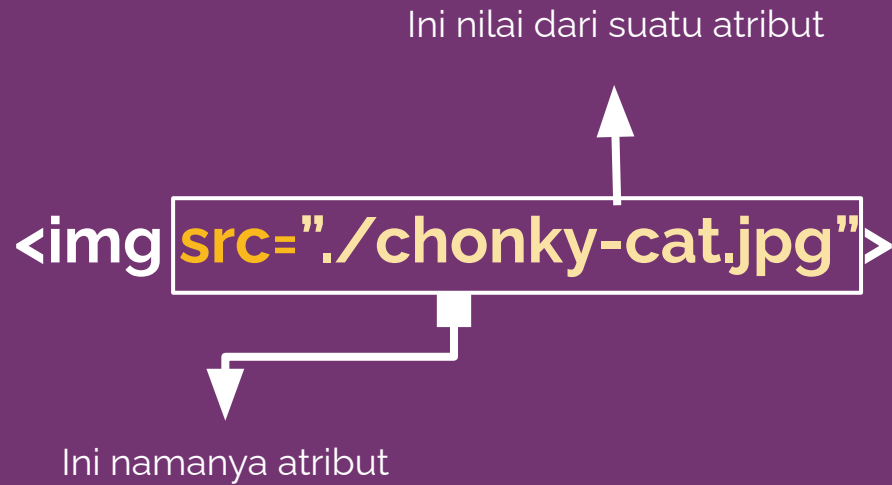 Ini nilai dari suatu atribut
<img src=”./chonky-cat.jpg”>
Ini namanya atribut